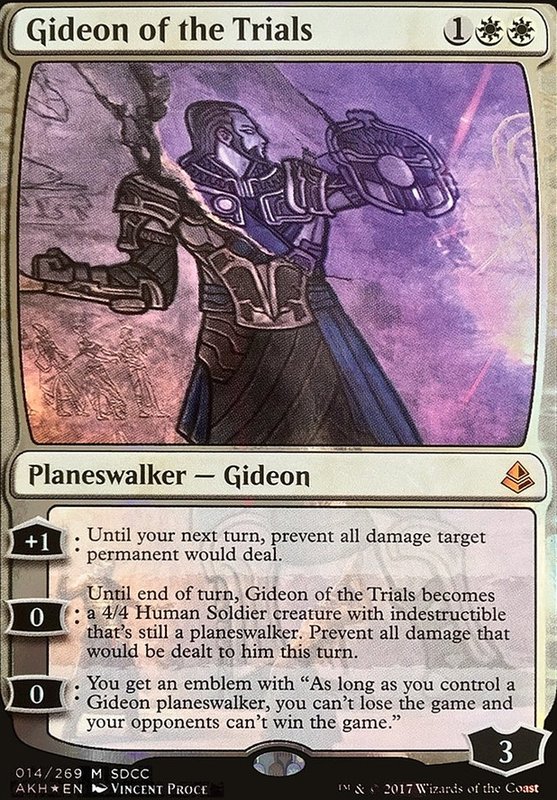 Gideon of the Trials 1
Planeswalker — Gideon
+1 : Until your next turn, prevent all damage target
permanent would deal.
0 : Until end of turn, Gideon of the Trials becomes
a 4/4 Human Soldier creature with indestructible
that's still a planeswalker. Prevent all damage that
would be dealt to him this turn.
0 : You get an emblem with “As long as you control a
Gideon planeswalker, you can't lose the game and
your opponents can't win the game.”
3
014/269 M SDCC
AKH★EN Vincent Proce
™ & © 2017 Wizards of the Coast